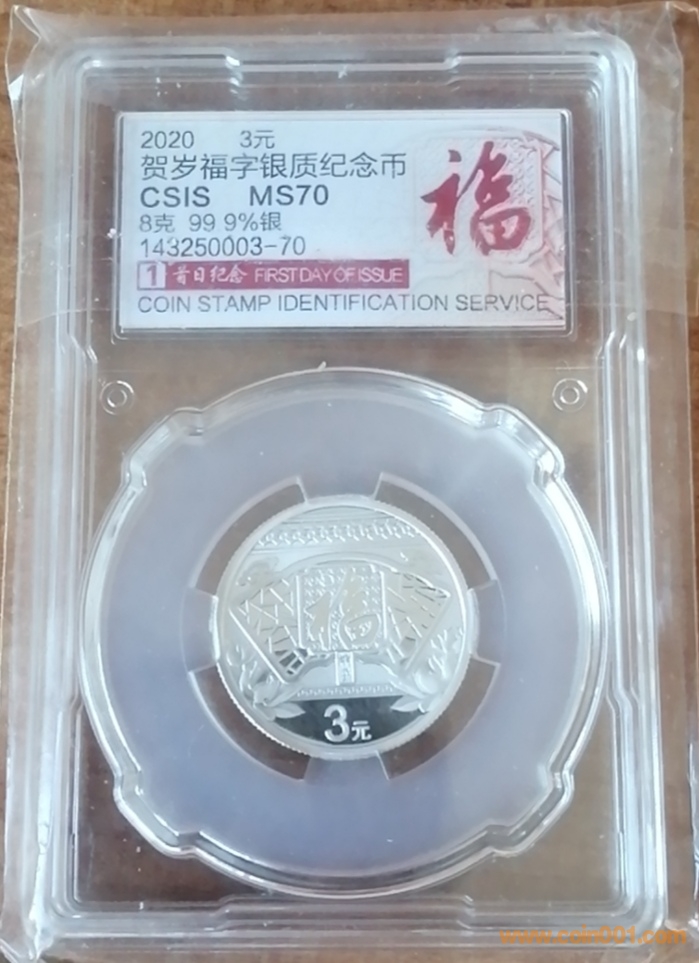 2020 3元
贺岁福字银质纪念币
CSIS MS70
8克 99 9%银
143250003-70
1 首日纪念 FIRST DAY OF ISSUE
COIN STAMP IDENTIFICATION SERVICE
福
福
3元
www.coin001.com